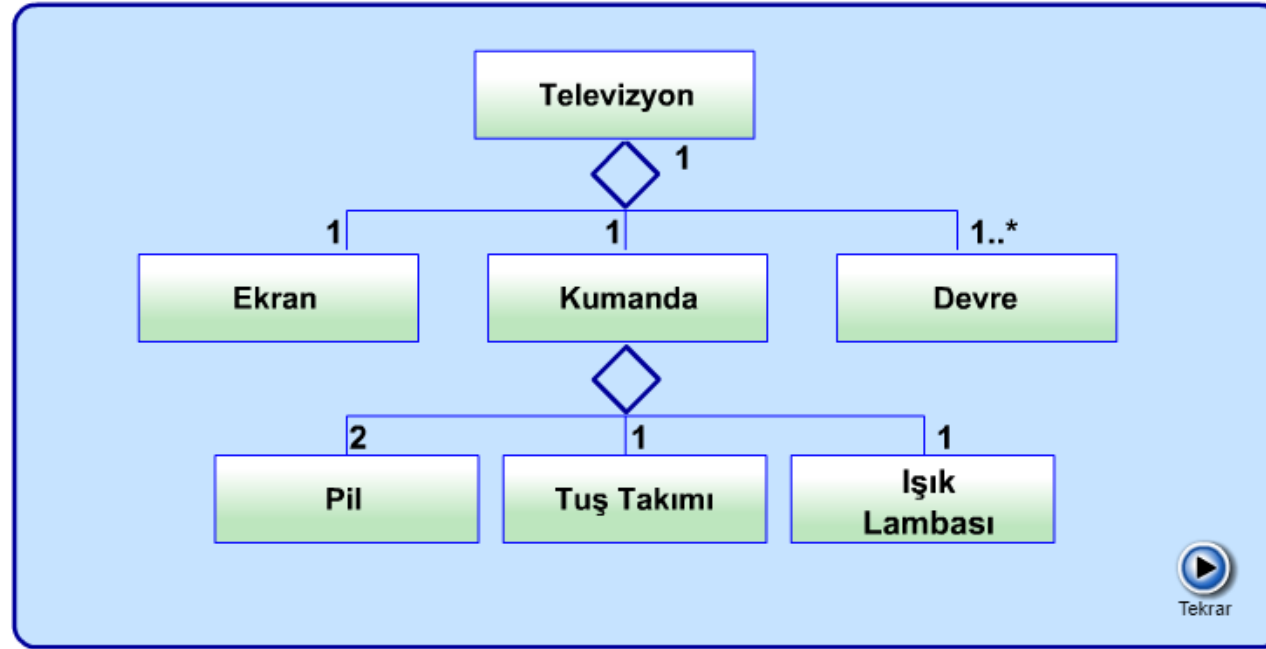 Televizyon
1
1
1
1..*
Ekran
Kumanda
Devre
2
1
1
Pil
Tuş Takımı
Işık
Lambası
Tekrar